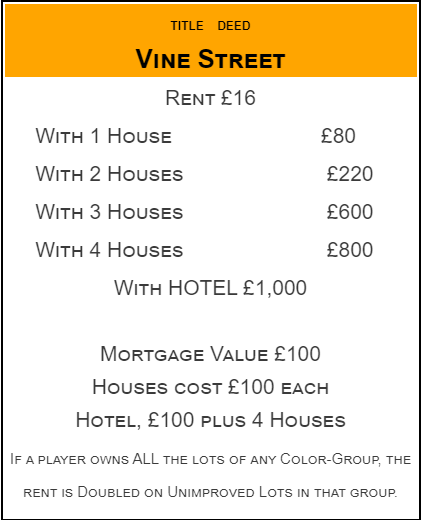 TITLE DEED
VINE STREET
RENT £16
WITH 1 HOUSE £80
WITH 2 HOUSES £220
WITH 3 HOUSES £600
WITH 4 HOUSES £800
WITH HOTEL £1,000
MORTGAGE VALUE £100
HOUSES COST £100 EACH
HOTEL, £100 PLUS 4 HOUSES
IF A PLAYER OWNS ALL THE LOTS OF ANY COLOR-GROUP, THE
RENT IS DOUBLED ON UNIMPROVED LOTS IN THAT GROUP.